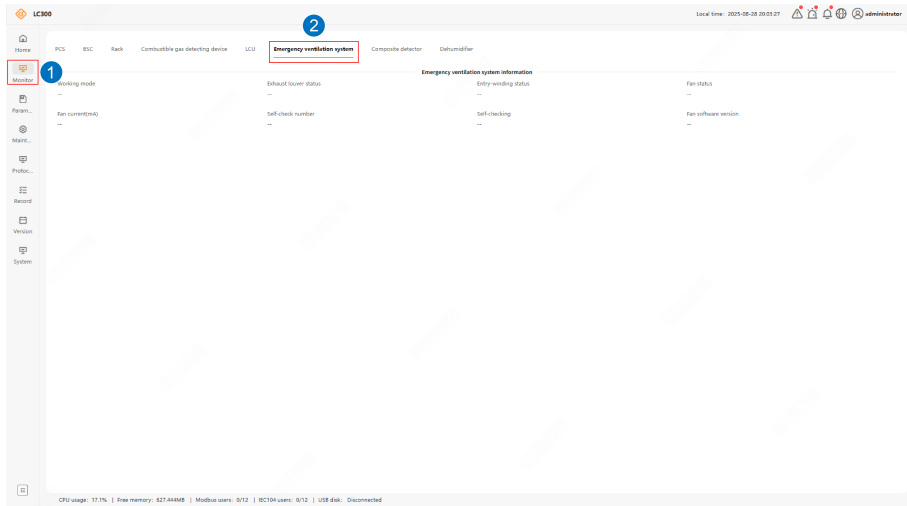 LC300
Local time: 2025-08-28 20:03:27
administrator
2
Home
PCS BSC Rack Combustible gas detecting device LCU Emergency ventilation system Composite detector Dehumidifier
1
Monitor
Emergency ventilation system information
Working mode Exhaust louver status Entry-winding status Fan status
-- -- -- --
Param...
Fan current(mA) Self-check number Self-checking Fan software version
-- -- -- --
Maint...
Protoc...
Record
Version
System
CPU usage: 17.1% | Free memory: 627.444MB | Modbus users: 0/12 | IEC104 users: 0/12 | USB disk: Disconnected